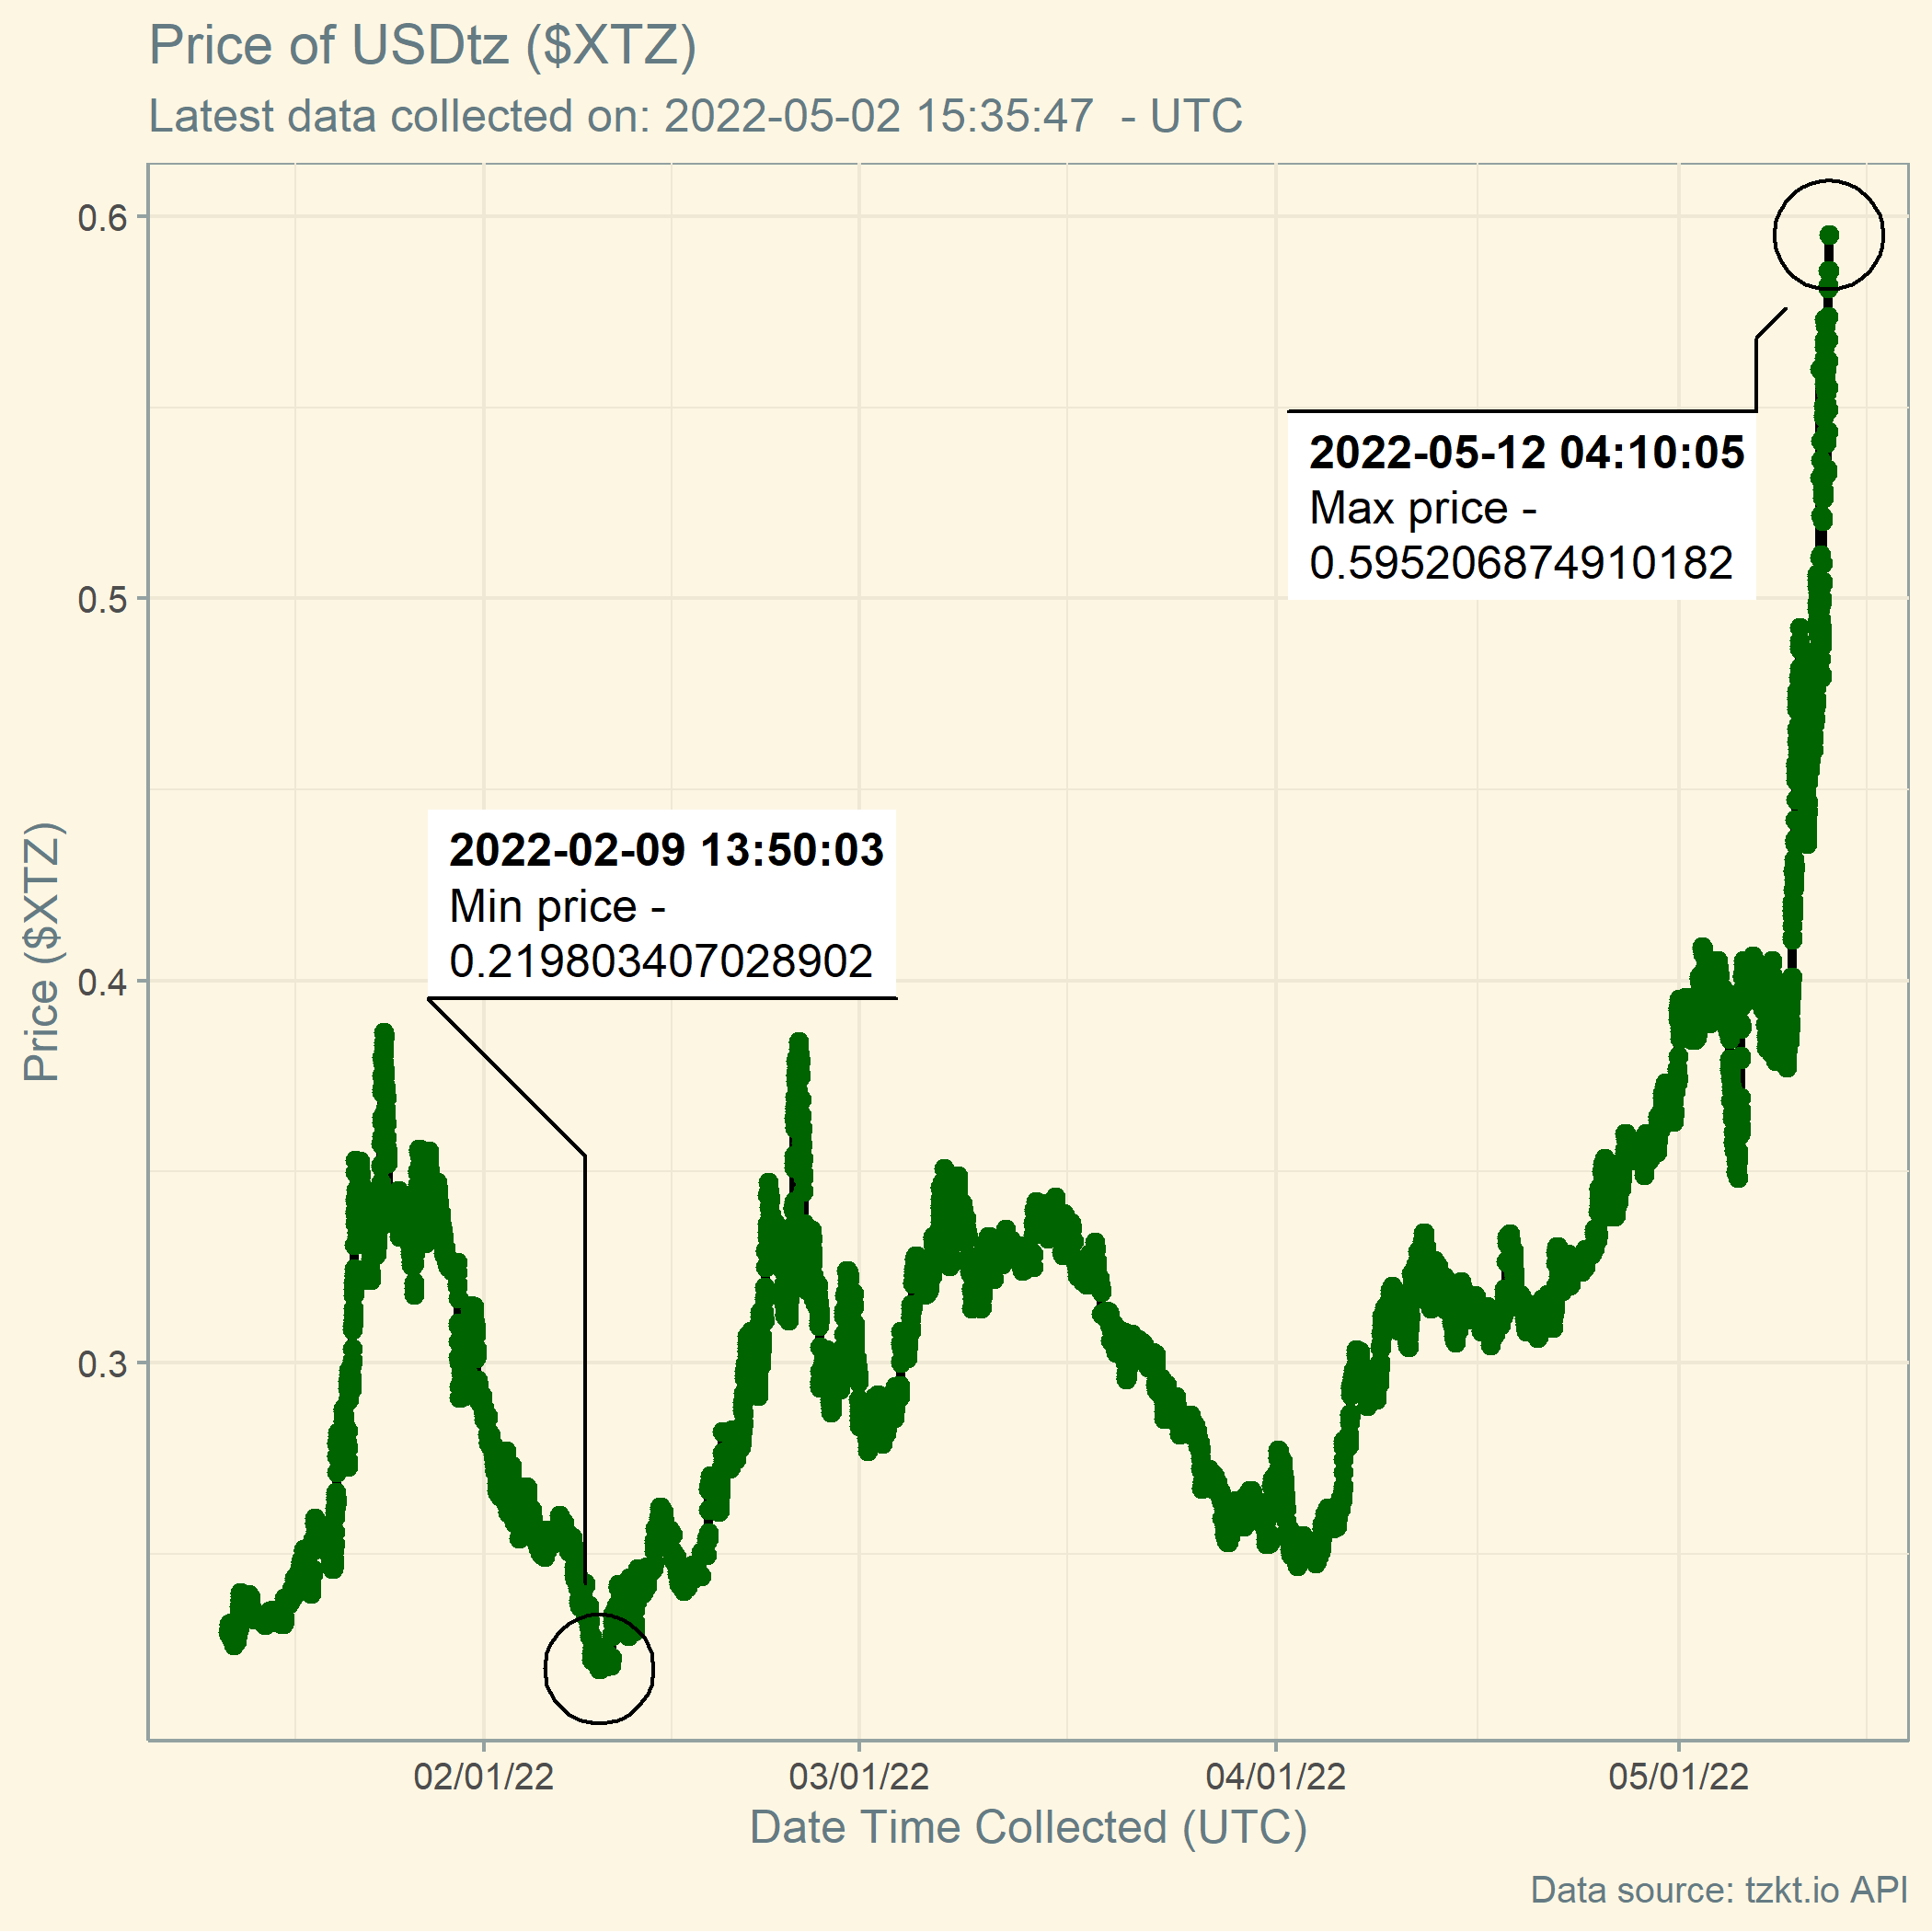 Price of USDtz ($XTZ)
Latest data collected on: 2022-05-02 15:35:47  - UTC
0.6
2022-05-12 04:10:05
Max price -
0.595206874910182
0.5
2022-02-09 13:50:03
Min price -
0.219803407028902
0.4
0.3
Price ($XTZ)
02/01/22
03/01/22
04/01/22
05/01/22
Date Time Collected (UTC)
Data source: tzkt.io API